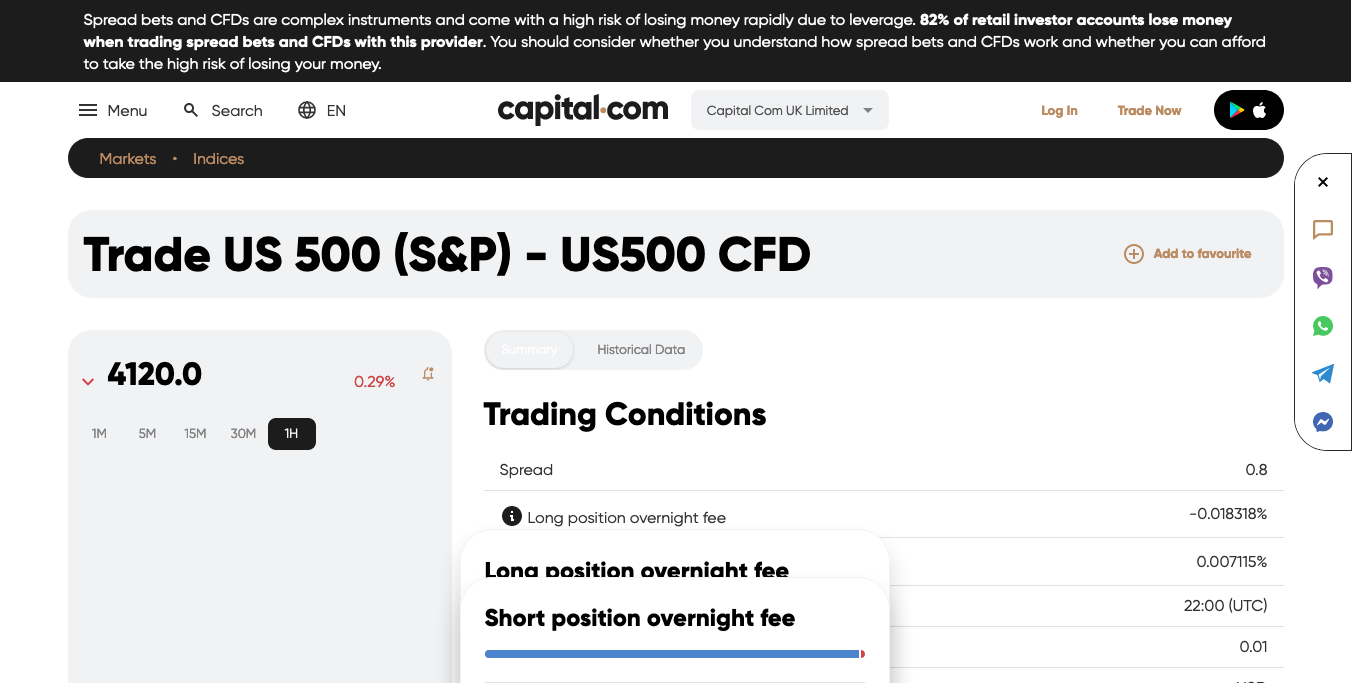 Spread bets and CFDs are complex instruments and come with a high risk of losing money rapidly due to leverage. 82% of retail investor accounts lose money
when trading spread bets and CFDs with this provider. You should consider whether you understand how spread bets and CFDs work and whether you can afford
to take the high risk of losing your money.
Menu Search EN capital.com Capital Com UK Limited Log In Trade Now
Markets • Indices
Trade US 500 (S&P) - US500 CFD Add to favourite
4120.0 0.29%
1M 5M 15M 30M 1H
Summary Historical Data
Trading Conditions
Spread 0.8
Long position overnight fee -0.018318%
Long position overnight fee
0.007115%
Short position overnight fee
22:00 (UTC)
0.01